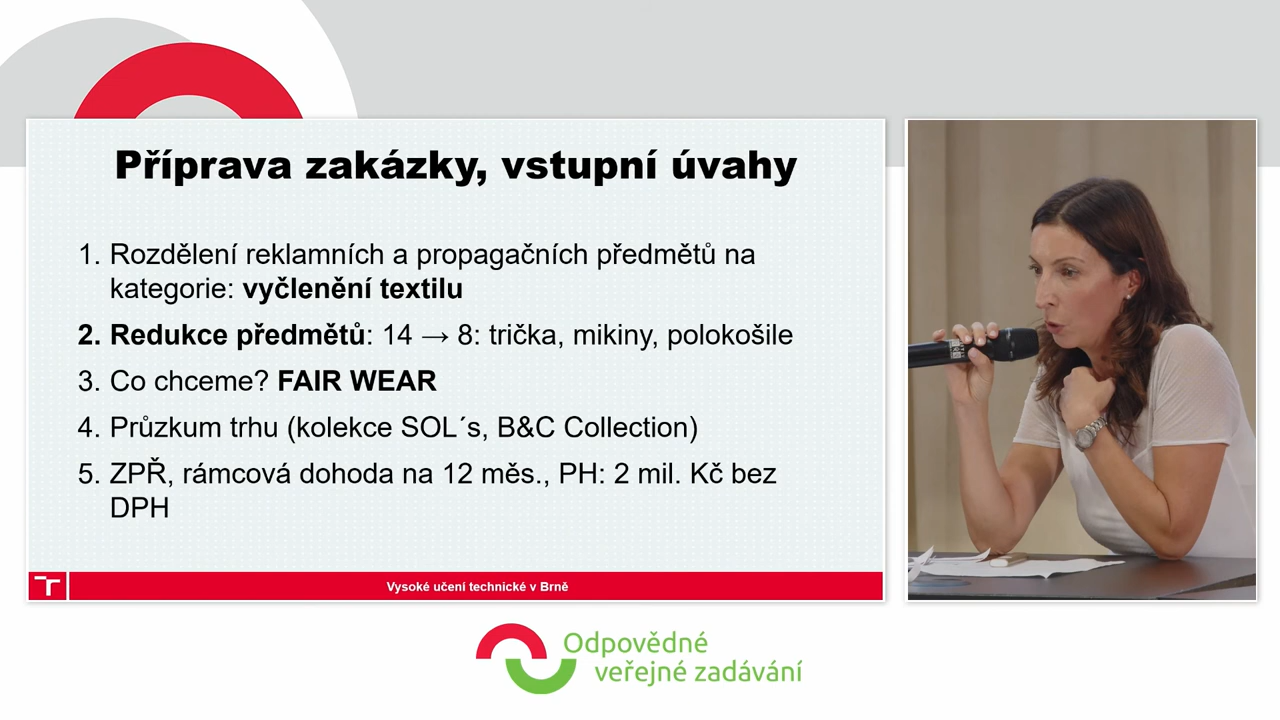 Příprava zakázky, vstupní úvahy
1. Rozdělení reklamních a propagačních předmětů na
kategorie: vyčlenění textilu
2. Redukce předmětů: 14 → 8: trička, mikiny, polokošile
3. Co chceme? FAIR WEAR
4. Průzkum trhu (kolekce SOL´s, B&C Collection)
5. ZPŘ, rámcová dohoda na 12 měs., PH: 2 mil. Kč bez
DPH
Vysoké učení technické v Brně
Odpovědné
veřejné zadávání